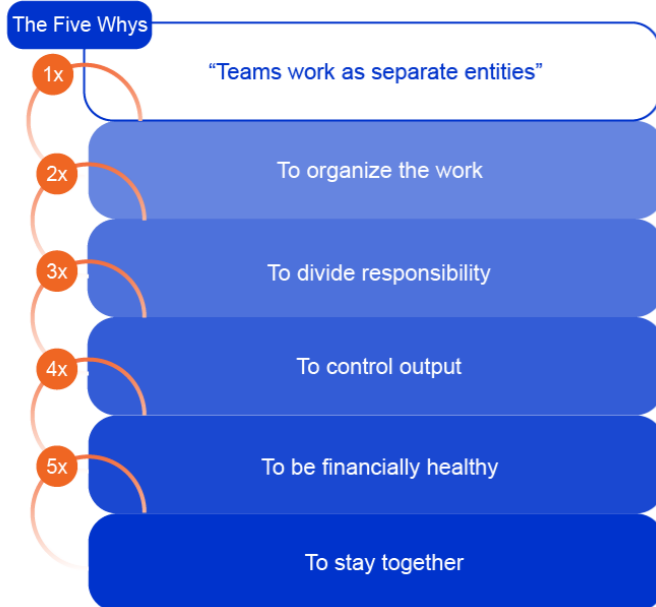 The Five Whys
“Teams work as separate entities”
1x
To organize the work
2x
To divide responsibility
3x
To control output
4x
To be financially healthy
5x
To stay together